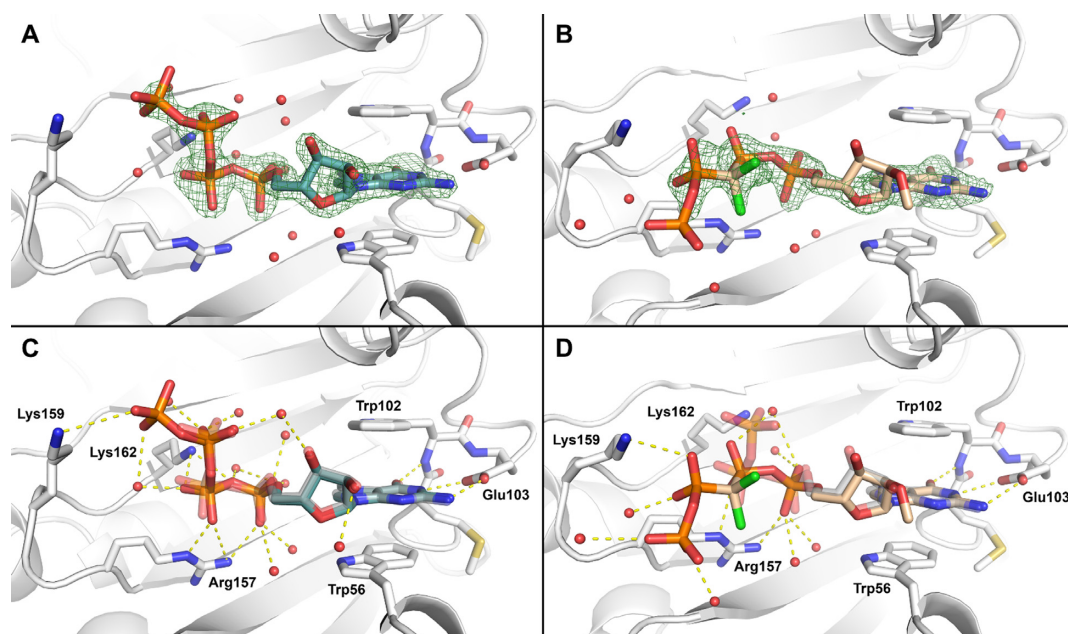 A
B
C
Lys159
Lys162
Trp102
Glu103
Arg157
Trp56
D
Lys162
Lys159
Trp102
Glu103
Arg157
Trp56